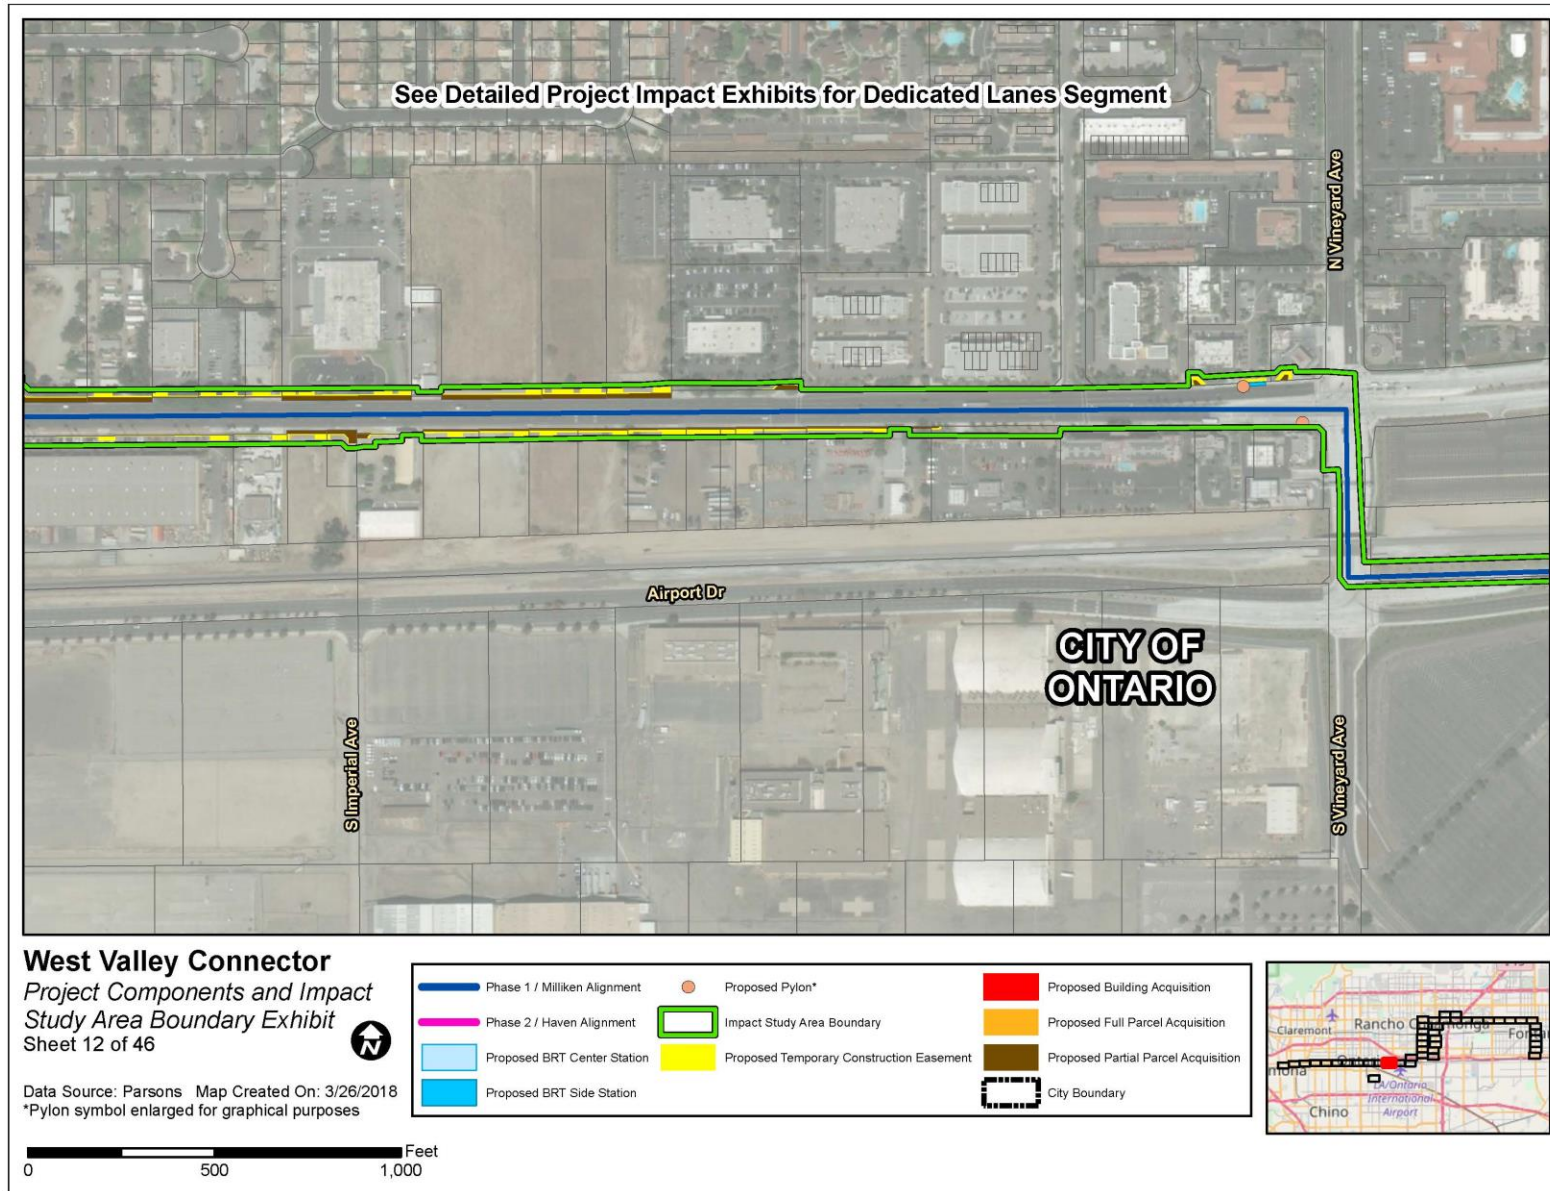 See Detailed Project Impact Exhibits for Dedicated Lanes Segment
N Vineyard Ave
Airport Dr
CITY OF
ONTARIO
S Imperial Ave
S Vineyard Ave
West Valley Connector
Project Components and Impact
Study Area Boundary Exhibit
Sheet 12 of 46
N
Data Source: Parsons Map Created On: 3/26/2018
*Pylon symbol enlarged for graphical purposes
Feet
0 500 1,000
Phase 1 / Milliken Alignment
Phase 2 / Haven Alignment
Proposed BRT Center Station
Proposed BRT Side Station
Proposed Pylon*
Impact Study Area Boundary
Proposed Temporary Construction Easement
Proposed Building Acquisition
Proposed Full Parcel Acquisition
Proposed Partial Parcel Acquisition
City Boundary
Claremont
Rancho
LA/Ontario
International
Airport
Chino